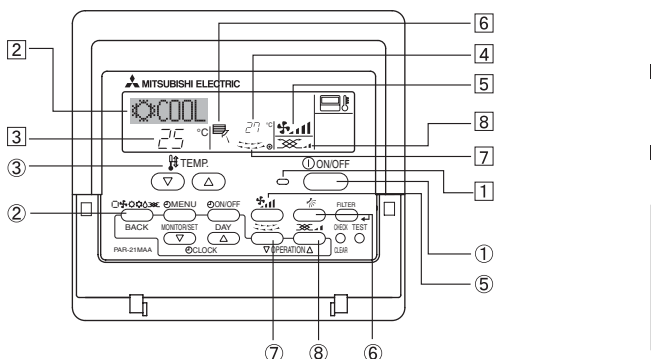 6
2
4
5
MITSUBISHI ELECTRIC
COOL
27 °C
8
3
25 °C
7
③
TEMP.
ON/OFF
1
②
MENU
ON/OFF
FILTER
BACK
MONITOR/SET
DAY
CHECK TEST
PAR-21MAA
CLOCK
OPERATION
CLEAR
①
⑤
⑦
⑧
⑥